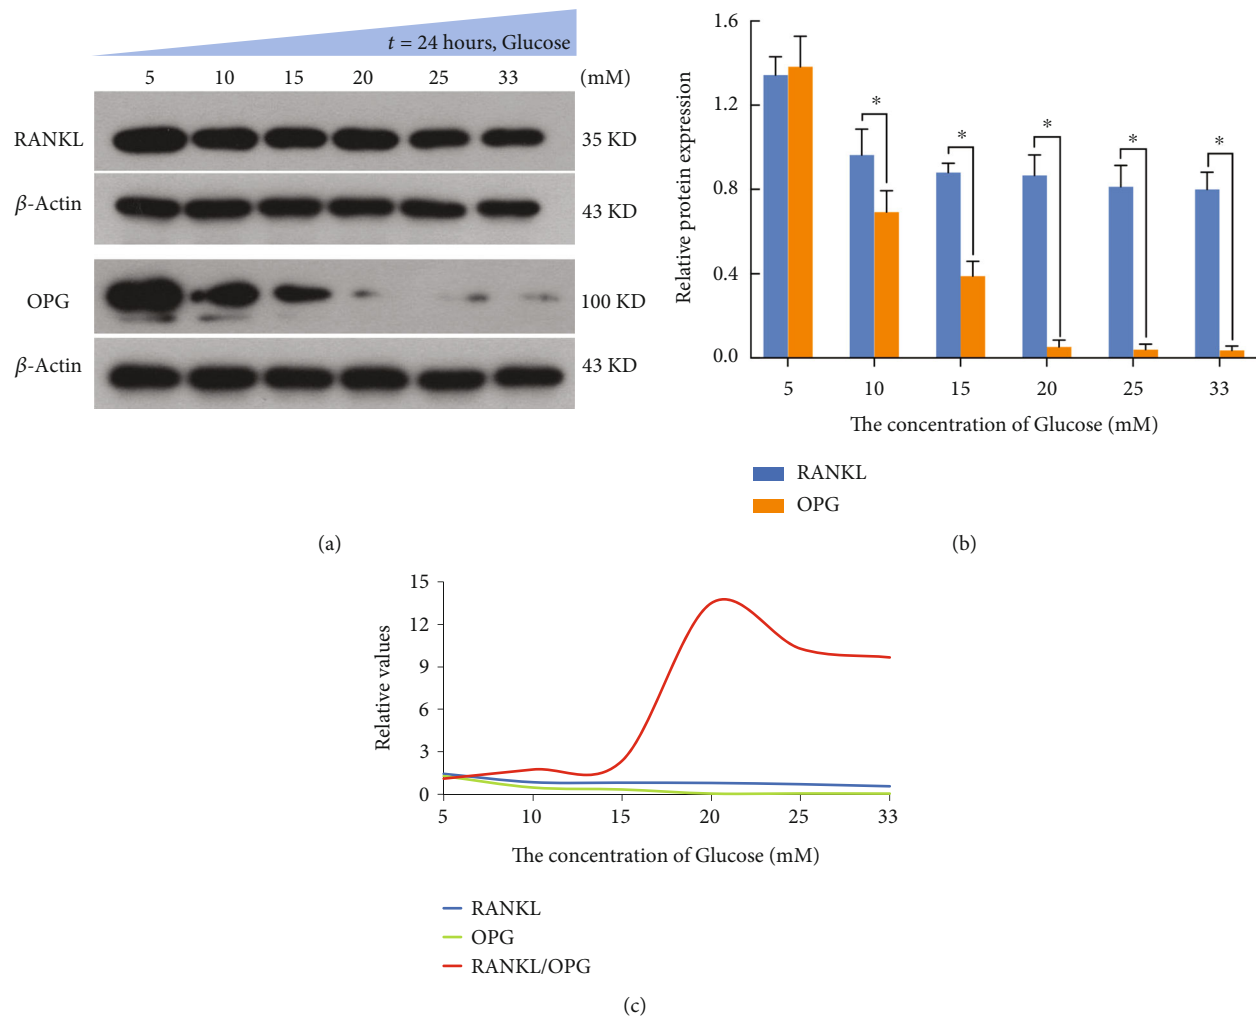 t = 24 hours, Glucose
5 10 15 20 25 33 (mM)
RANKL 35 KD
β-Actin 43 KD
OPG 100 KD
β-Actin 43 KD
(a)
Relative protein expression
1.6
1.2
0.8
0.4
0.0
* * * * *
5 10 15 20 25 33
The concentration of Glucose (mM)
RANKL
OPG
(b)
Relative values
15
12
9
6
3
0
5 10 15 20 25 33
The concentration of Glucose (mM)
RANKL
OPG
RANKL/OPG
(c)